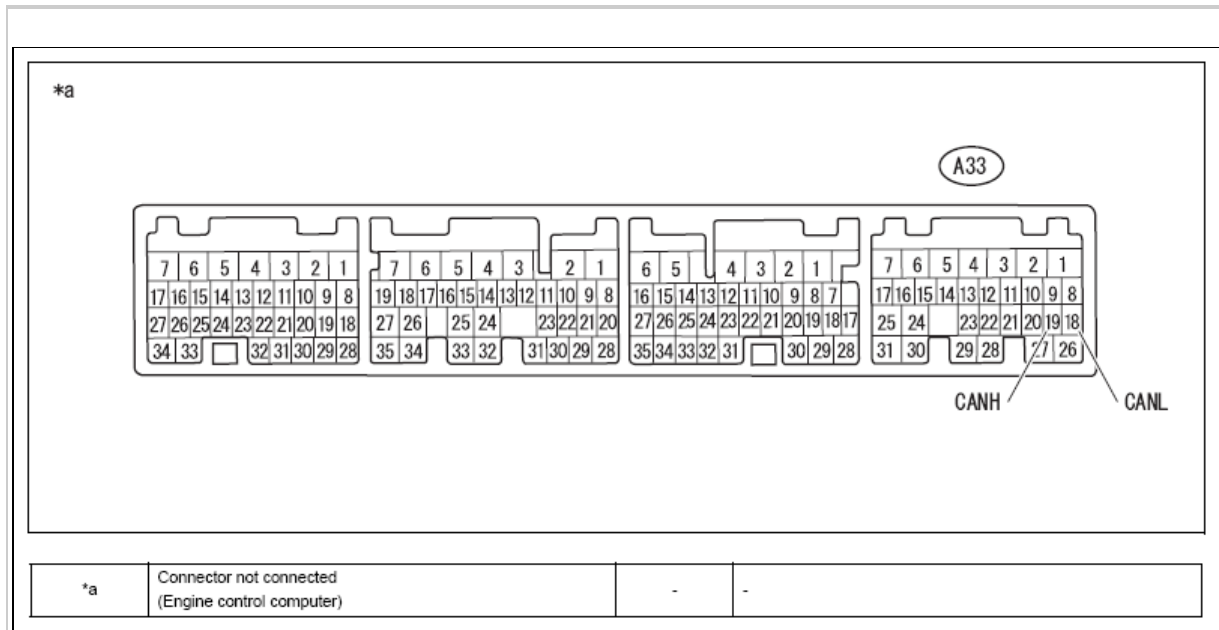 *a
A33
7 6 5 4 3 2 1 7 6 5 4 3 2 1 6 5 4 3 2 1 7 6 5 4 3 2 1
17 16 15 14 13 12 11 10 9 8 19 18 17 16 15 14 13 12 11 10 9 8 16 15 14 13 12 11 10 9 8 7 17 16 15 14 13 12 11 10 9 8
27 26 25 24 23 22 21 20 19 18 27 26 25 24 23 22 21 20 27 26 25 24 23 22 21 20 19 18 17 25 24 23 22 21 20 19 18
34 33 32 31 30 29 28 35 34 33 32 31 30 29 28 35 34 33 32 31 30 29 28 31 30 29 28 27 26
CANH CANL
*a Connector not connected - -
(Engine control computer)